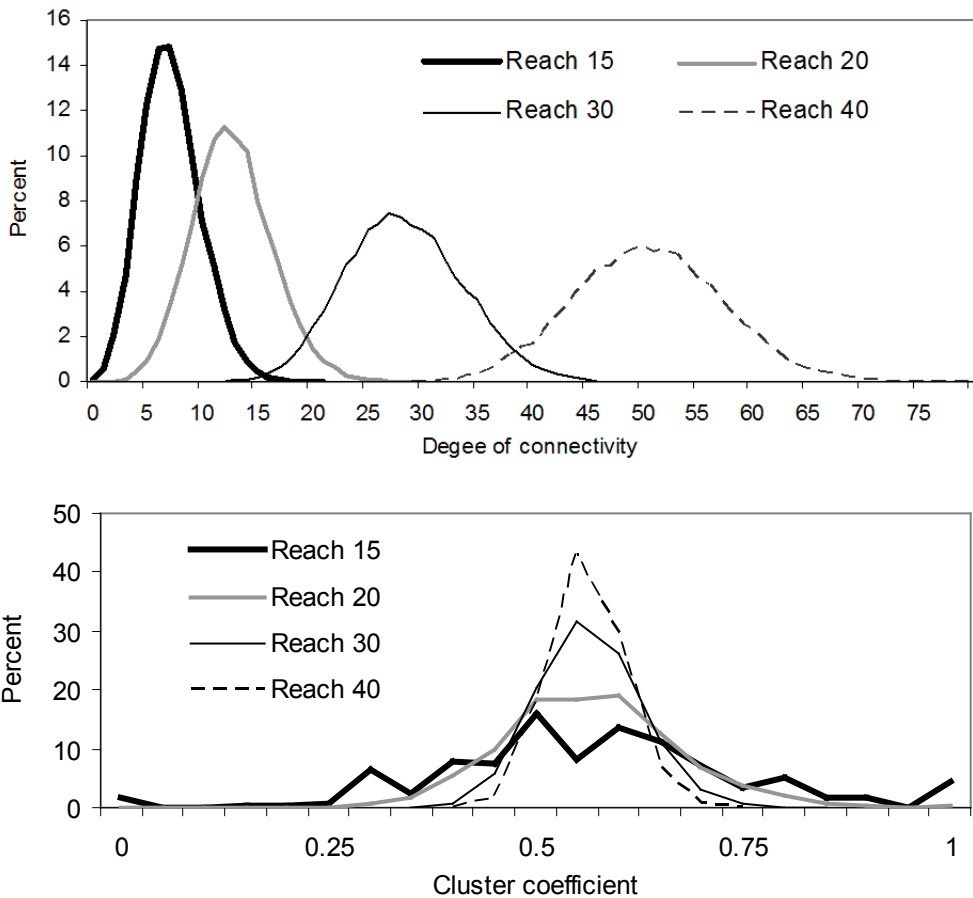 16
14
12
10
8
6
4
2
0
Percent
Reach 15
Reach 20
Reach 30
Reach 40
0 5 10 15 20 25 30 35 40 45 50 55 60 65 70 75
Degee of connectivity
50
40
30
20
10
0
Percent
Reach 15
Reach 20
Reach 30
Reach 40
0 0.25 0.5 0.75 1
Cluster coefficient